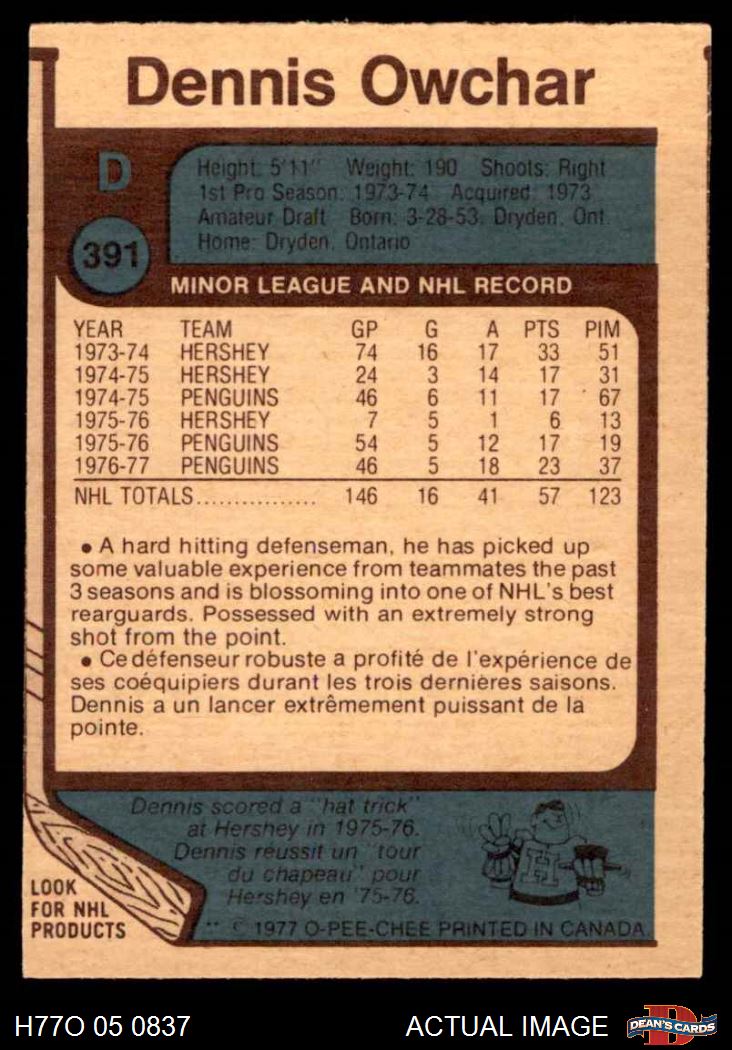 Dennis Owchar
D
391
Height: 5'11" Weight: 190 Shoots: Right
1st Pro Season: 1973-74 Acquired: 1973
Amateur Draft Born: 3-28-53, Dryden, Ont.
Home: Dryden, Ontario
MINOR LEAGUE AND NHL RECORD
YEAR TEAM GP G A PTS PIM
1973-74 HERSHEY 74 16 17 33 51
1974-75 HERSHEY 24 3 14 17 31
1974-75 PENGUINS 46 6 11 17 67
1975-76 HERSHEY 7 5 1 6 13
1975-76 PENGUINS 54 5 12 17 19
1976-77 PENGUINS 46 5 18 23 37
NHL TOTALS................ 146 16 41 57 123
• A hard hitting defenseman, he has picked up
some valuable experience from teammates the past
3 seasons and is blossoming into one of NHL's best
rearguards. Possessed with an extremely strong
shot from the point.
• Ce défenseur robuste a profité de l'expérience de
ses coéquipiers durant les trois dernières saisons.
Dennis a un lancer extrêmement puissant de la
pointe.
Dennis scored a "hat trick"
at Hershey in 1975-76.
Dennis réussit un "tour
du chapeau" pour
Hershey en '75-76.
H
LOOK
FOR NHL
PRODUCTS
** © 1977 O-PEE-CHEE PRINTED IN CANADA
H77O 05 0837 ACTUAL IMAGE
D
DEAN'S CARDS